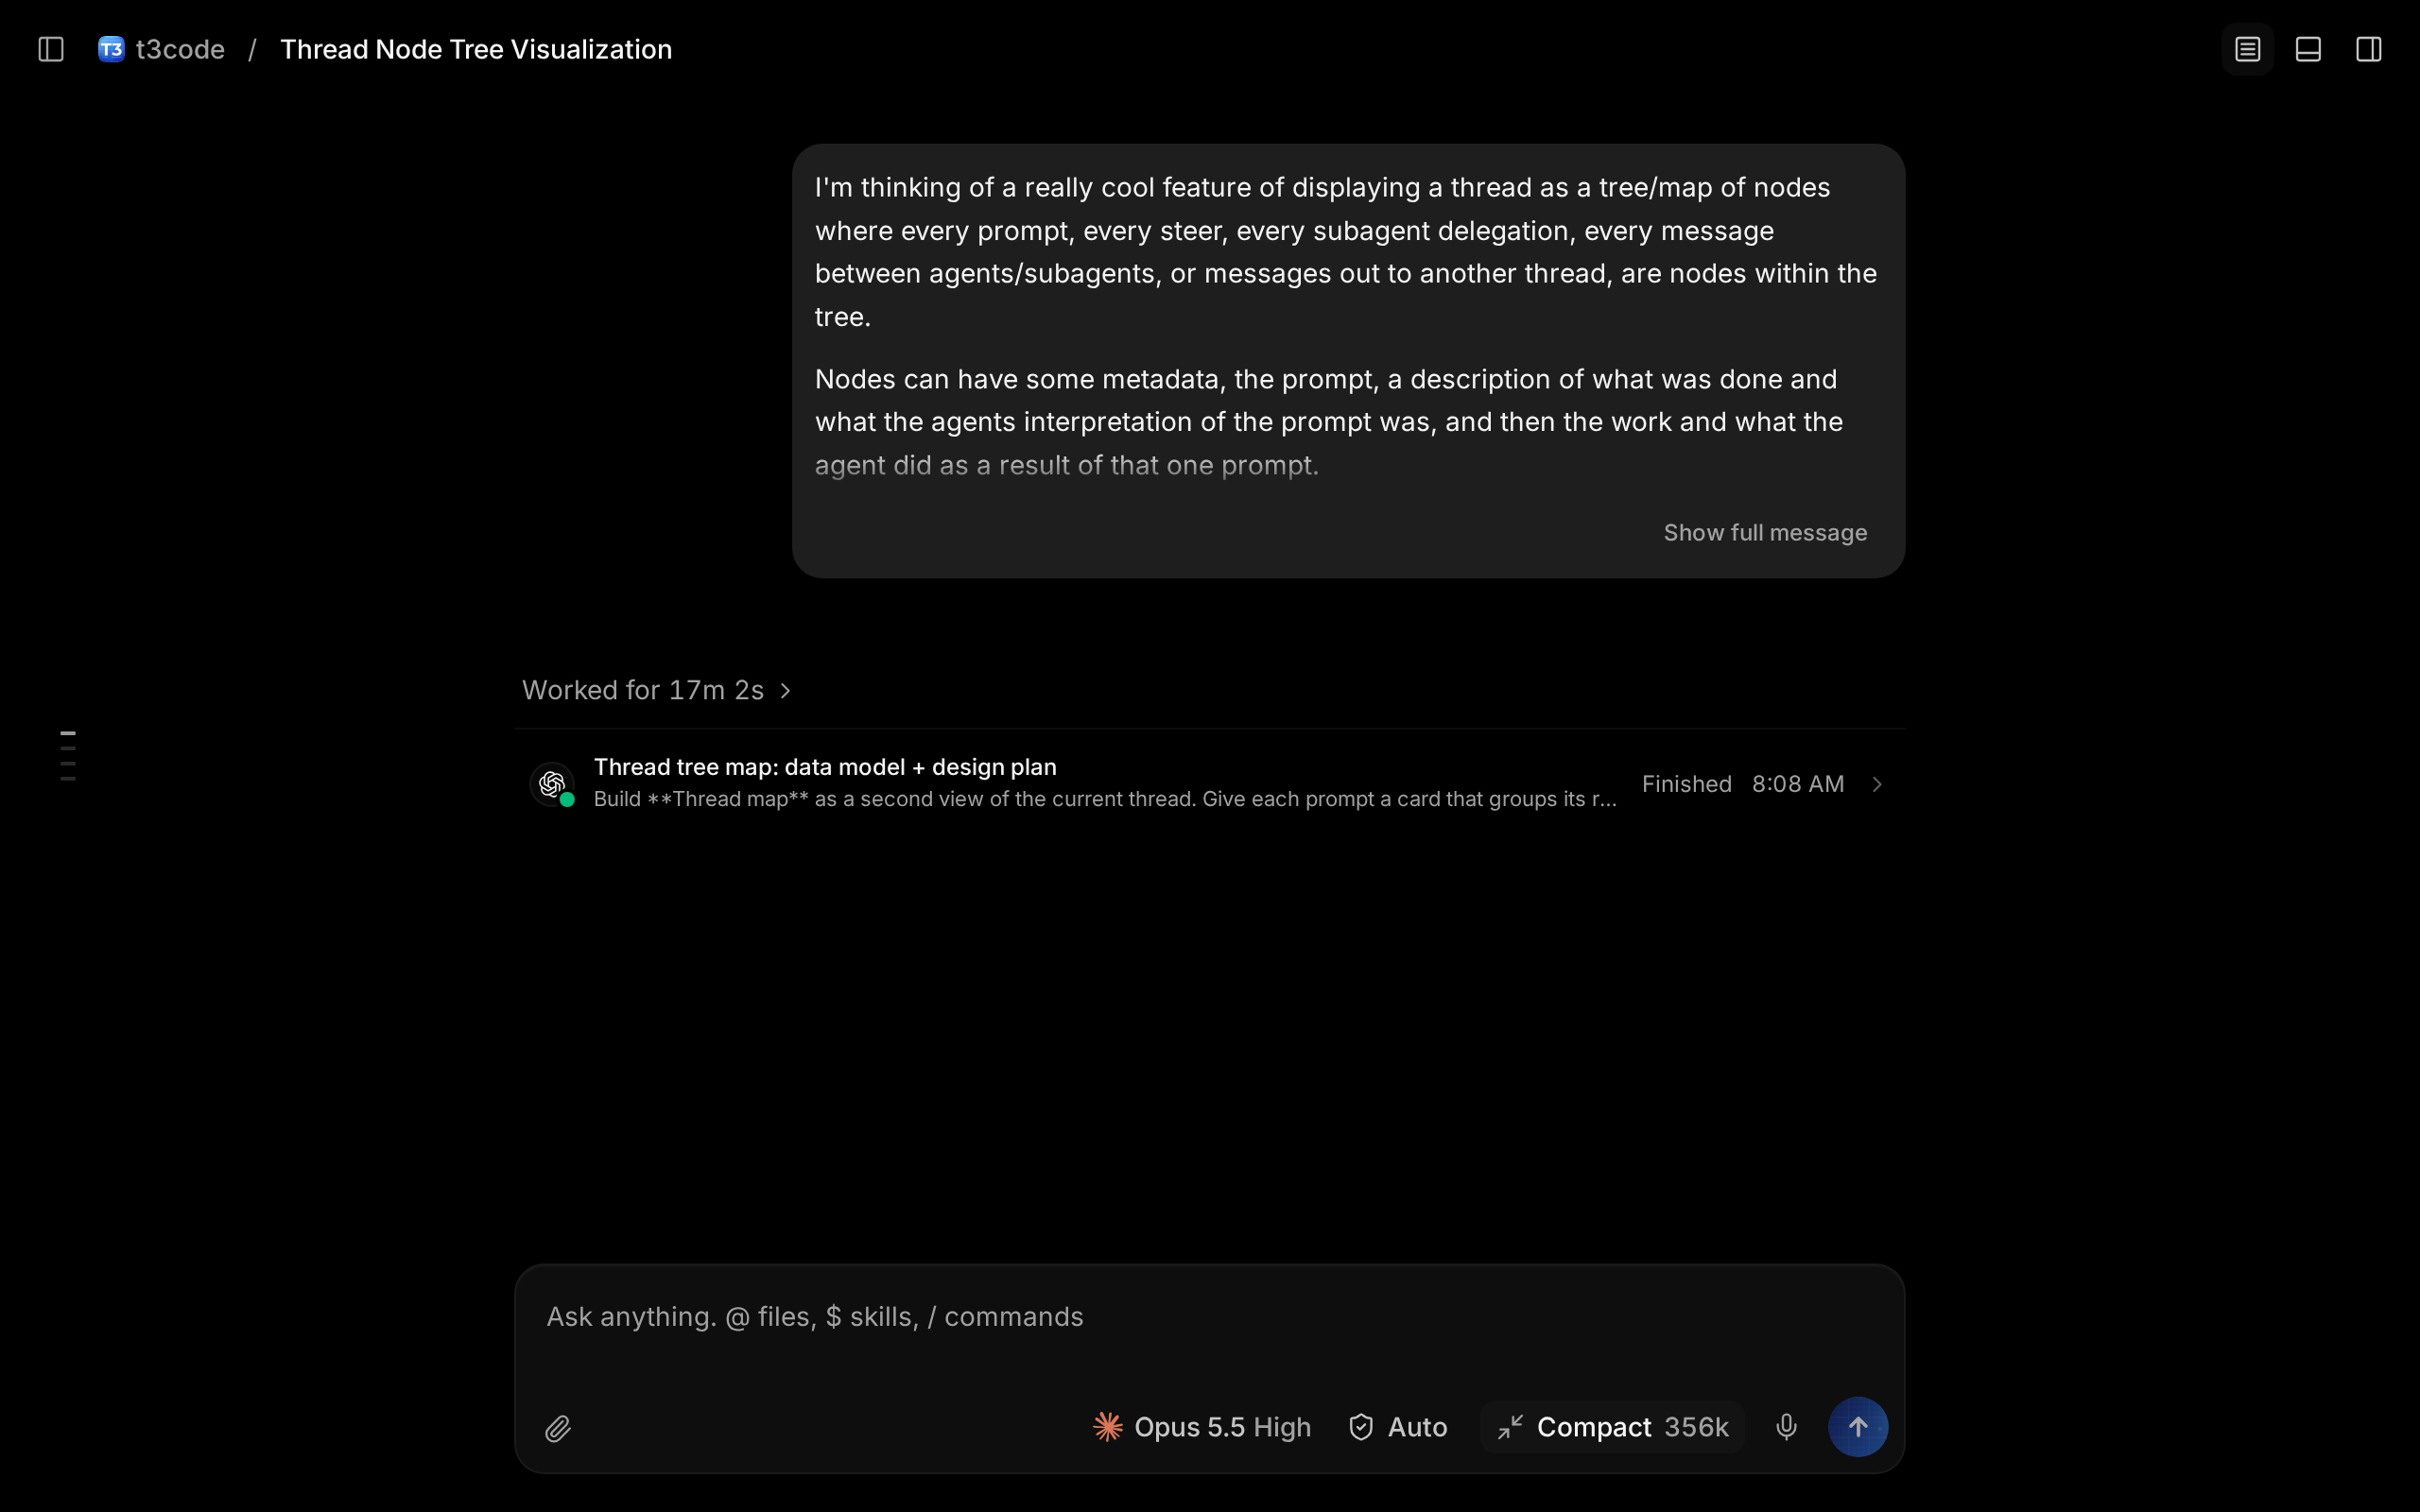 T3 t3code / Thread Node Tree Visualization
I'm thinking of a really cool feature of displaying a thread as a tree/map of nodes
where every prompt, every steer, every subagent delegation, every message
between agents/subagents, or messages out to another thread, are nodes within the
tree.
Nodes can have some metadata, the prompt, a description of what was done and
what the agents interpretation of the prompt was, and then the work and what the
agent did as a result of that one prompt.
Show full message
Worked for 17m 2s
Thread tree map: data model + design plan
Build **Thread map** as a second view of the current thread. Give each prompt a card that groups its r...
Finished 8:08 AM
Ask anything. @ files, $ skills, / commands
Opus 5.5 High Auto Compact 356k